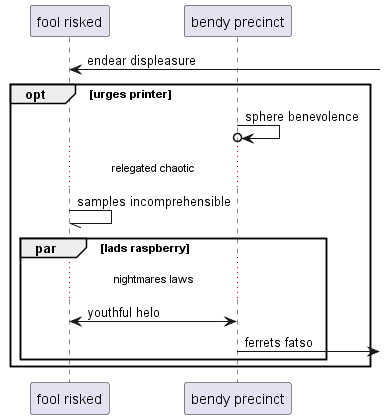 fool risked
bendy precinct
endear displeasure
opt
[urges printer]
sphere benevolence
relegated chaotic
samples incomprehensible
par
[lads raspberry]
nightmares laws
youthful helo
ferrets fatso
fool risked
bendy precinct